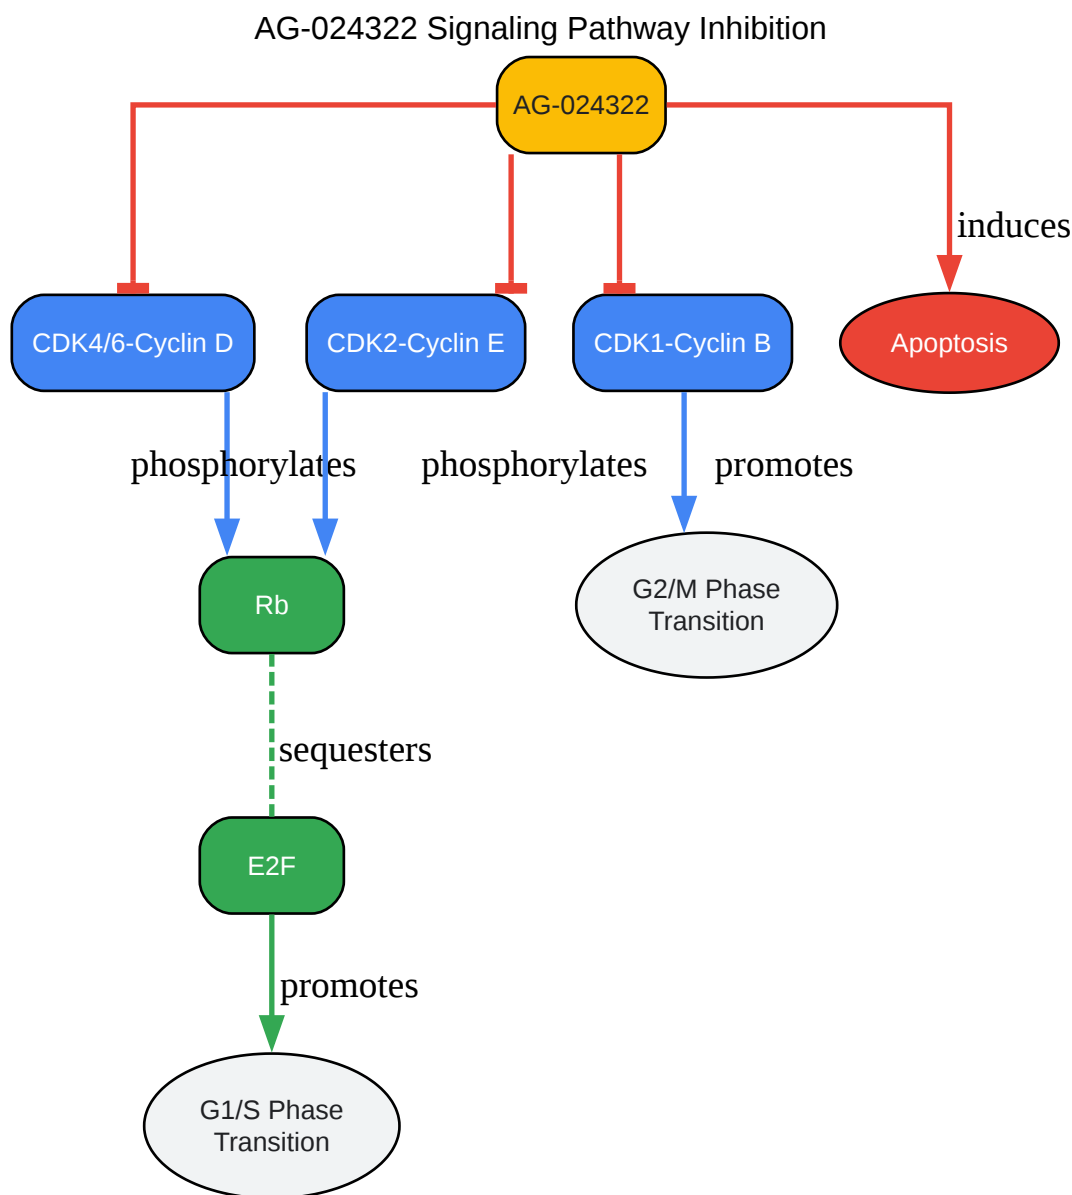 AG-024322 Signaling Pathway Inhibition
AG-024322
induces
CDK4/6-Cyclin D
CDK2-Cyclin E
CDK1-Cyclin B
Apoptosis
phosphorylates
phosphorylates
promotes
Rb
G2/M Phase
Transition
sequesters
E2F
promotes
G1/S Phase
Transition